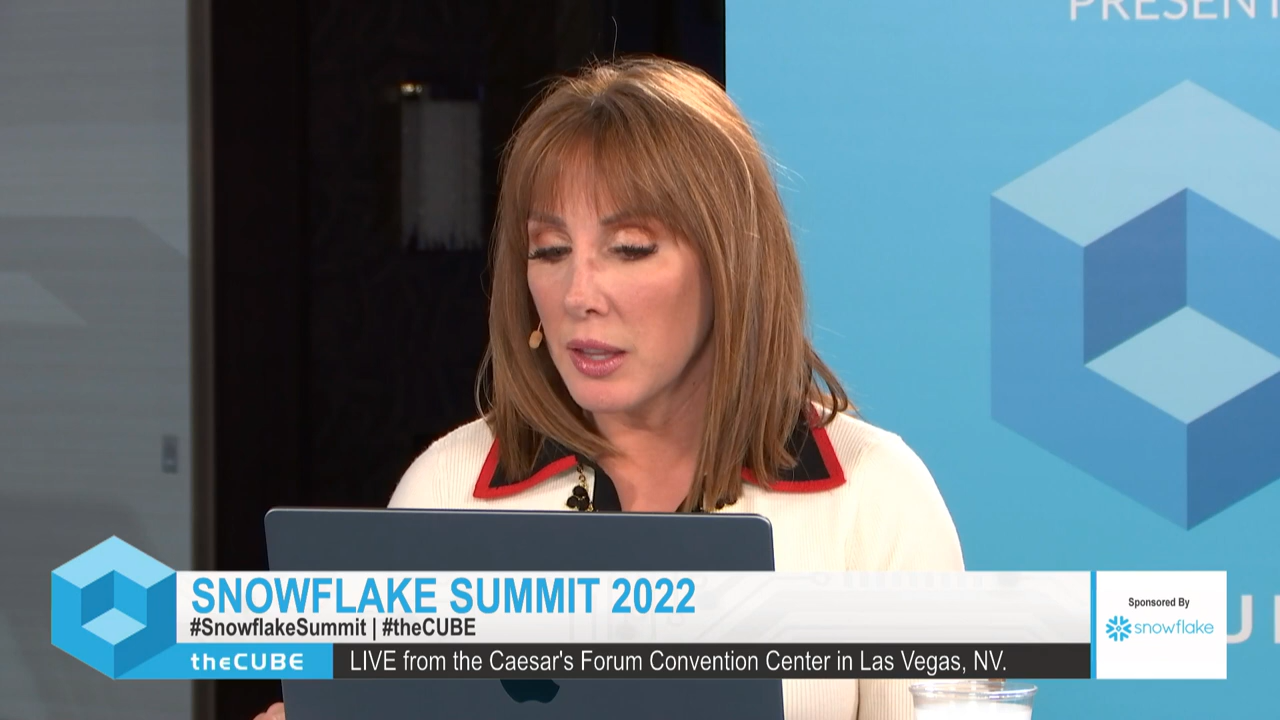 PRESENT
SNOWFLAKE SUMMIT 2022
#SnowflakeSummit | #theCUBE
theCUBE
LIVE from the Caesar's Forum Convention Center in Las Vegas, NV.
Sponsored By
snowflake